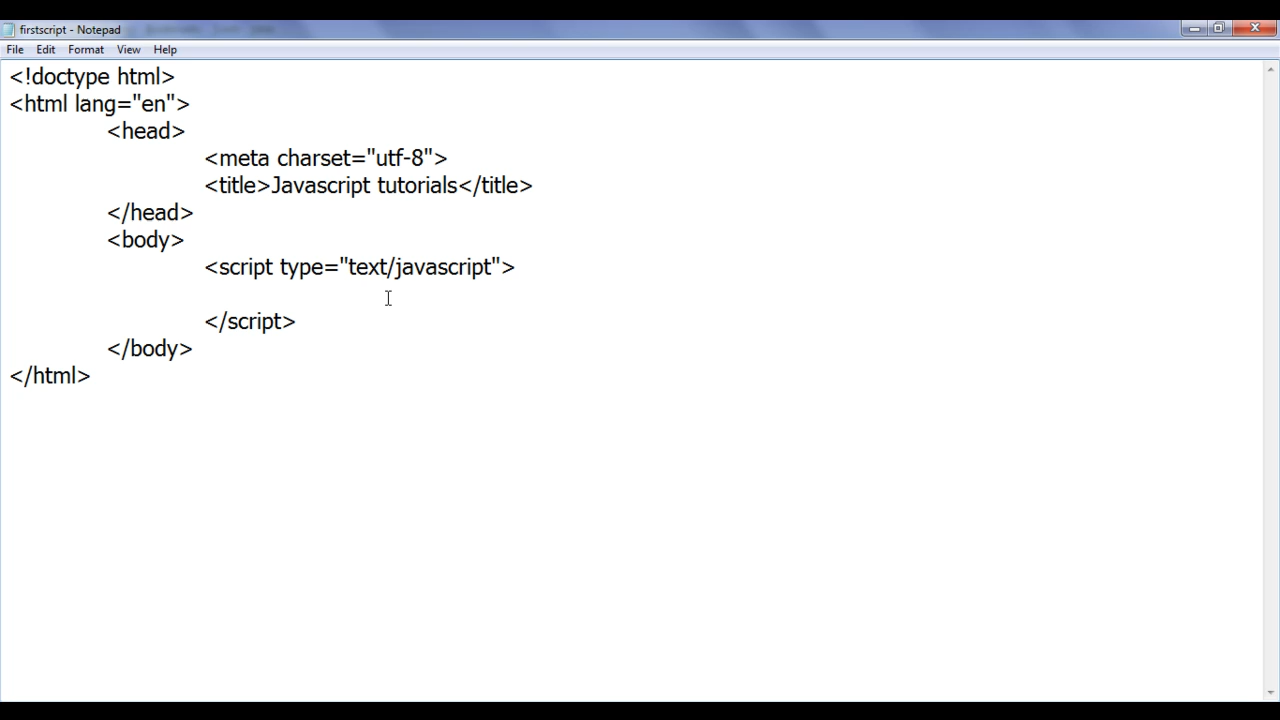 firstscript - Notepad
File Edit Format View Help
<!doctype html>
<html lang="en">
<head>
<meta charset="utf-8">
<title>Javascript tutorials</title>
</head>
<body>
<script type="text/javascript">
</script>
</body>
</html>